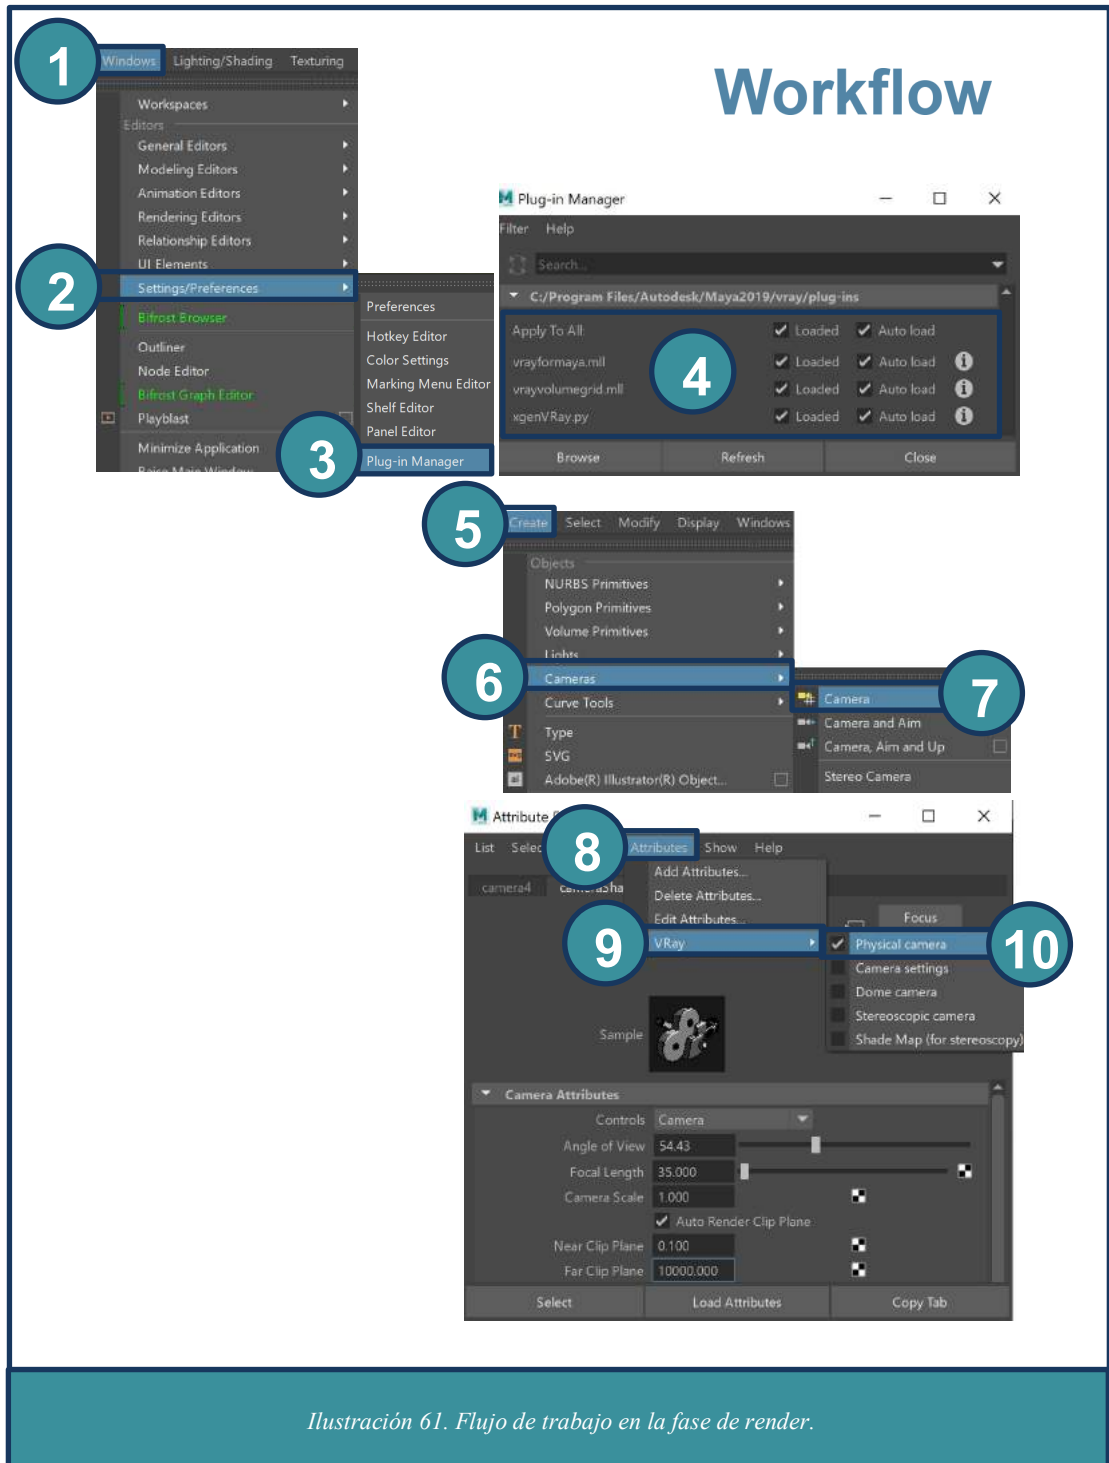 Workflow
1
Windows Lighting/Shading Texturing
Workspaces
Editors
General Editors
Modeling Editors
Animation Editors
Rendering Editors
Relationship Editors
UI Elements
2
Settings/Preferences
Bifrost Browser
Outliner
Node Editor
Bifrost Graph Editor
Playblast
Minimize Application
Raise Main Window
Preferences
Hotkey Editor
Color Settings
Marking Menu Editor
Shelf Editor
Panel Editor
3
Plug-in Manager
Plug-in Manager
Filter Help
Search...
C:/Program Files/Autodesk/Maya2019/vray/plug-ins
Apply To All: Loaded Auto load
4
vrayformaya.mll Loaded Auto load
vrayvolumegrid.mll Loaded Auto load
xgenVRay.py Loaded Auto load
Browse Refresh Close
5
Create Select Modify Display Windows
Objects
NURBS Primitives
Polygon Primitives
Volume Primitives
Lights
6
Cameras
Curve Tools
Type
SVG
Adobe(R) Illustrator(R) Object...
7
Camera
Camera and Aim
Camera, Aim and Up
Stereo Camera
Attribute
8
List Selec Attributes Show Help
camera4 cameraSha
Add Attributes...
Delete Attributes...
Edit Attributes...
Focus
9
VRay
10
Physical camera
Camera settings
Dome camera
Stereoscopic camera
Shade Map (for stereoscopy)
Sample
Camera Attributes
Controls Camera
Angle of View 54.43
Focal Length 35.000
Camera Scale 1.000
Auto Render Clip Plane
Near Clip Plane 0.100
Far Clip Plane 10000.000
Select Load Attributes Copy Tab
Ilustración 61. Flujo de trabajo en la fase de render.